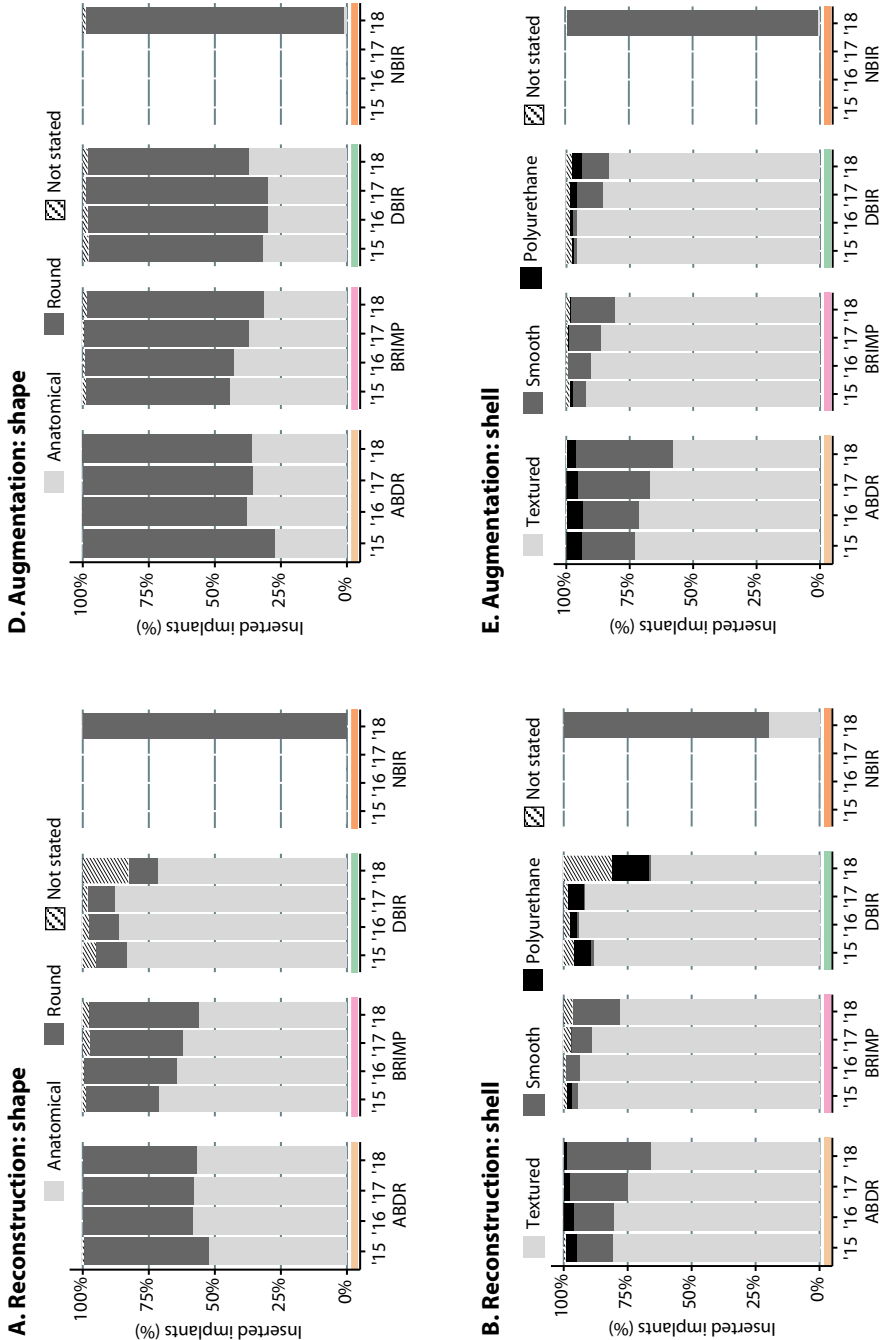 A. Reconstruction: shape
Anatomical Round Not stated
Inserted implants (%)
100%
75%
50%
25%
0%
'15 '16 '17 '18 '15 '16 '17 '18 '15 '16 '17 '18 '15 '16 '17 '18
ABDR BRIMP DBIR NBIR
D. Augmentation: shape
Anatomical Round Not stated
Inserted implants (%)
100%
75%
50%
25%
0%
'15 '16 '17 '18 '15 '16 '17 '18 '15 '16 '17 '18 '15 '16 '17 '18
ABDR BRIMP DBIR NBIR
B. Reconstruction: shell
Textured Smooth Polyurethane Not stated
Inserted implants (%)
100%
75%
50%
25%
0%
'15 '16 '17 '18 '15 '16 '17 '18 '15 '16 '17 '18 '15 '16 '17 '18
ABDR BRIMP DBIR NBIR
E. Augmentation: shell
Textured Smooth Polyurethane Not stated
Inserted implants (%)
100%
75%
50%
25%
0%
'15 '16 '17 '18 '15 '16 '17 '18 '15 '16 '17 '18 '15 '16 '17 '18
ABDR BRIMP DBIR NBIR